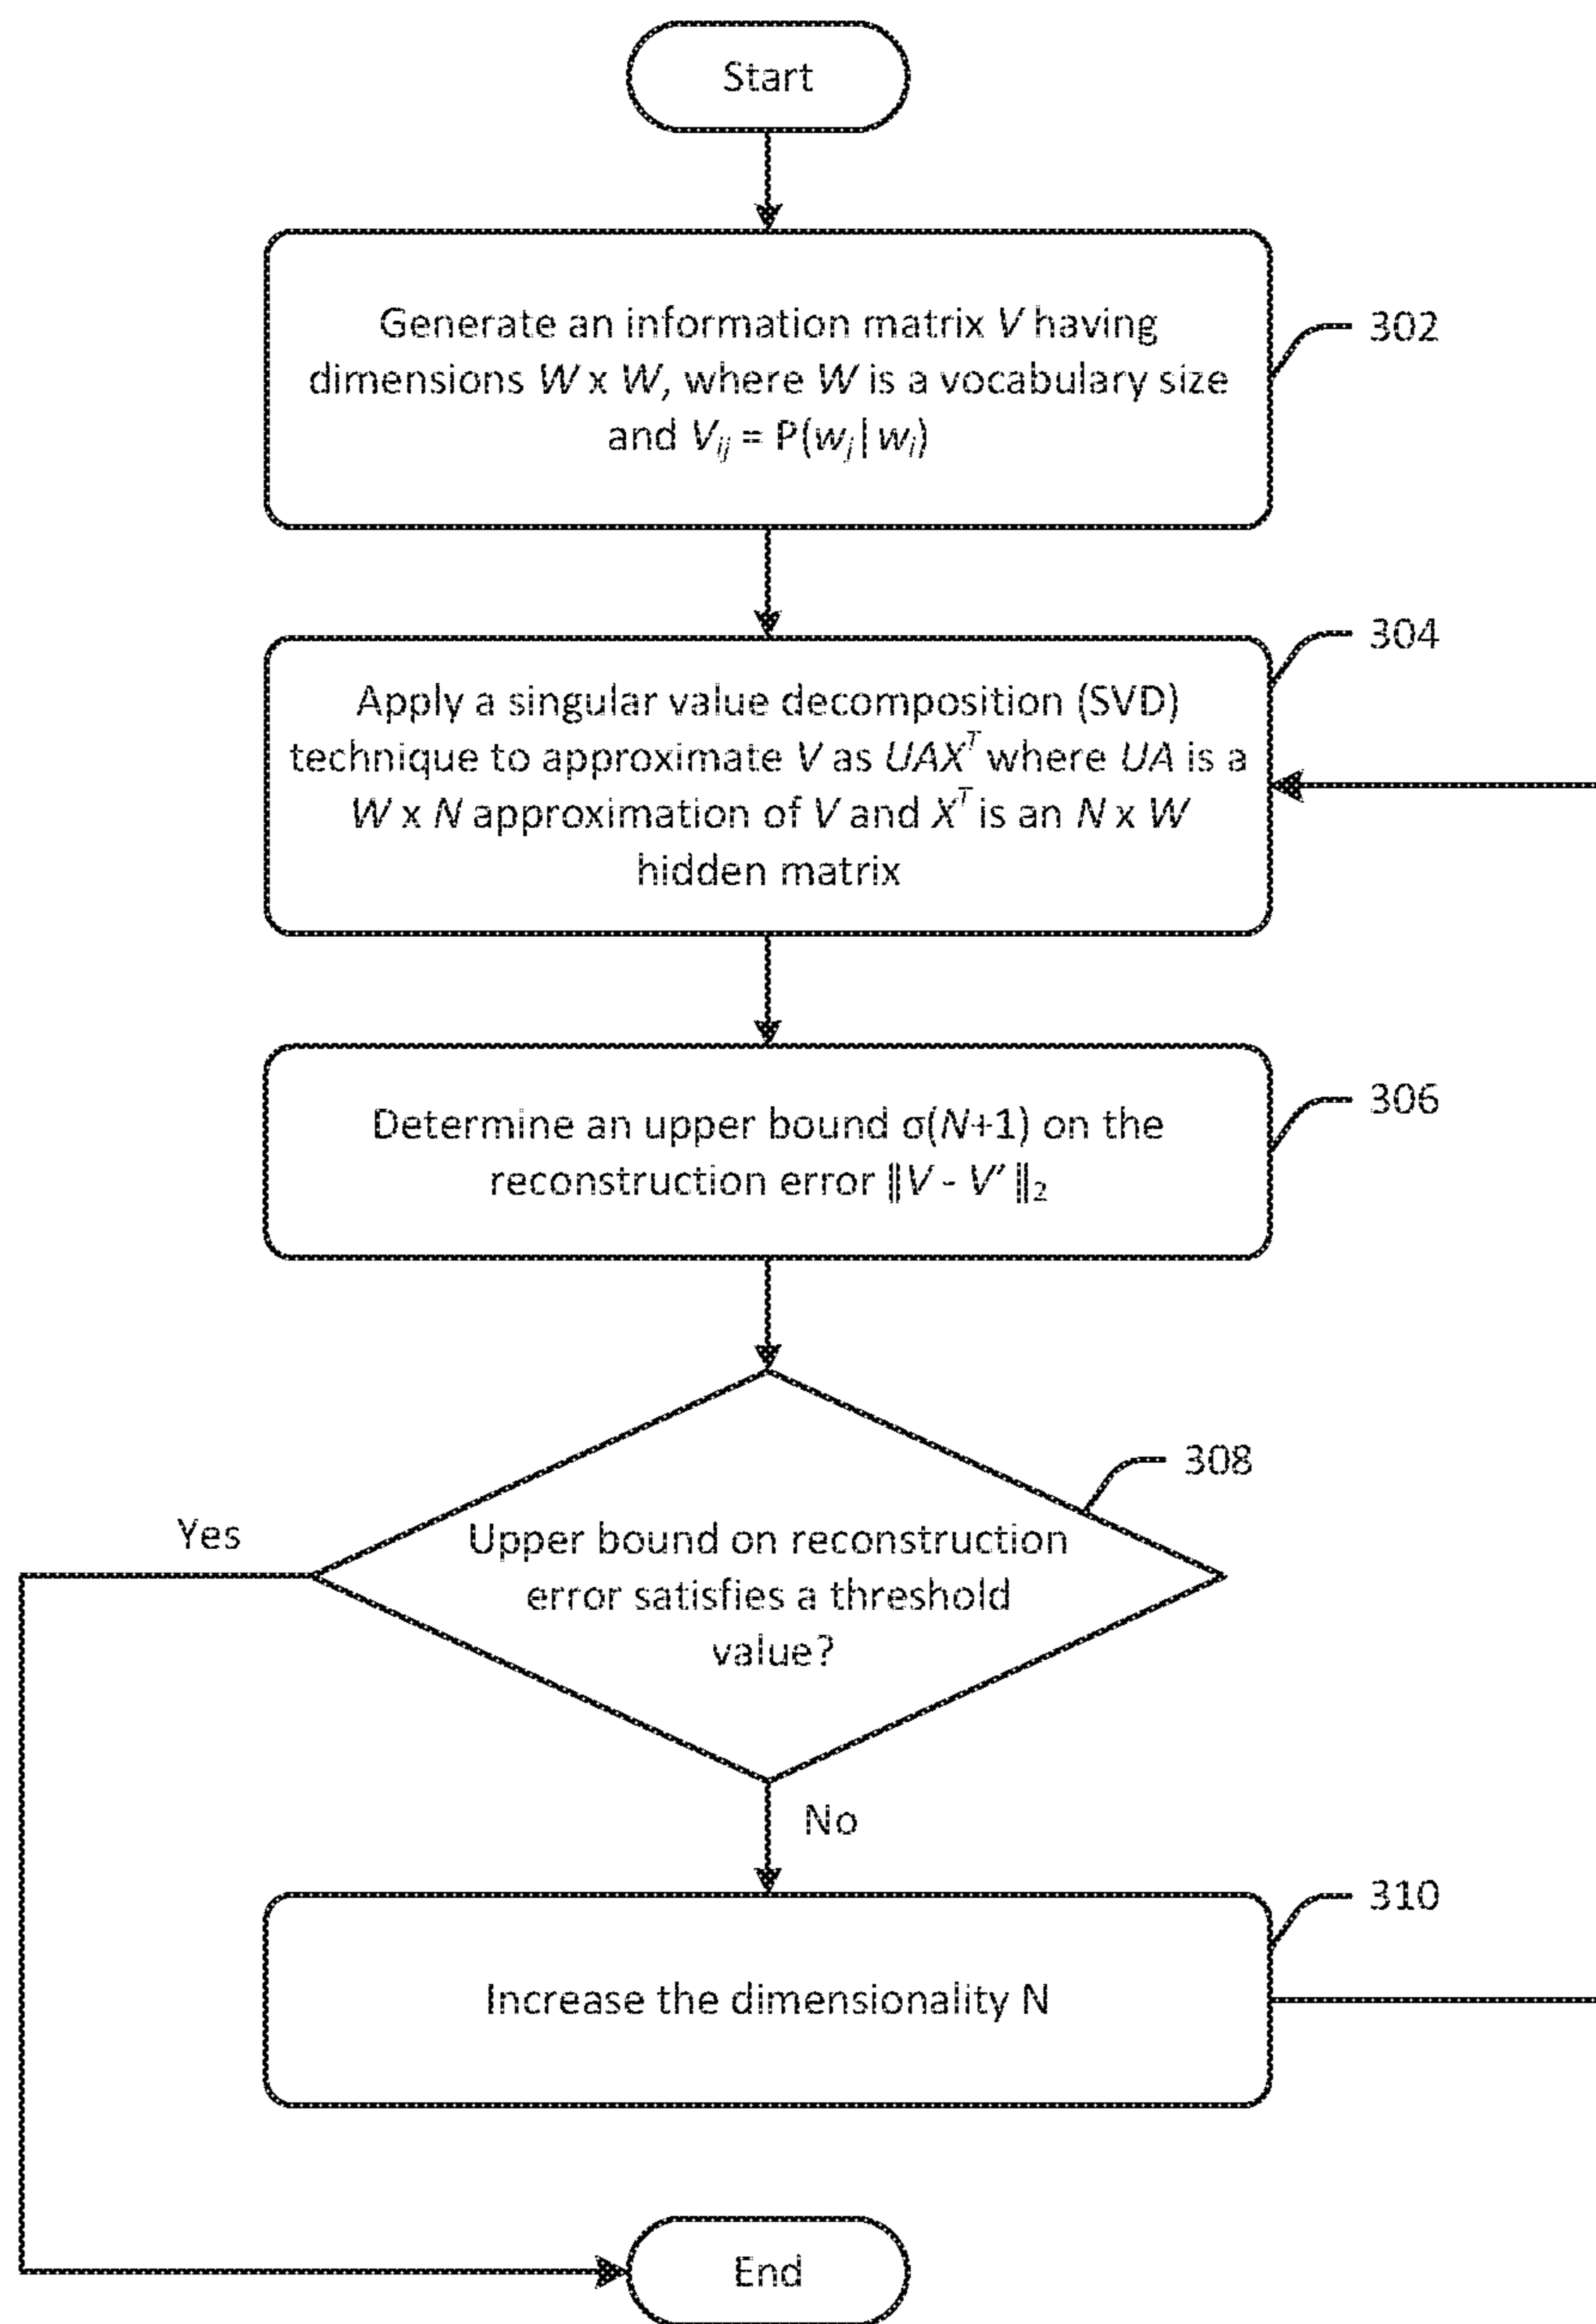 Start
Generate an information matrix V having
dimensions W x W, where W is a vocabulary size
and Vij = P(wj | wi)
302
Apply a singular value decomposition (SVD)
technique to approximate V as UAX^T where UA is a
W x N approximation of V and X^T is an N x W
hidden matrix
304
Determine an upper bound σ(N+1) on the
reconstruction error ‖V - V′‖₂
306
308
Upper bound on reconstruction
error satisfies a threshold
value?
Yes
No
Increase the dimensionality N
310
End